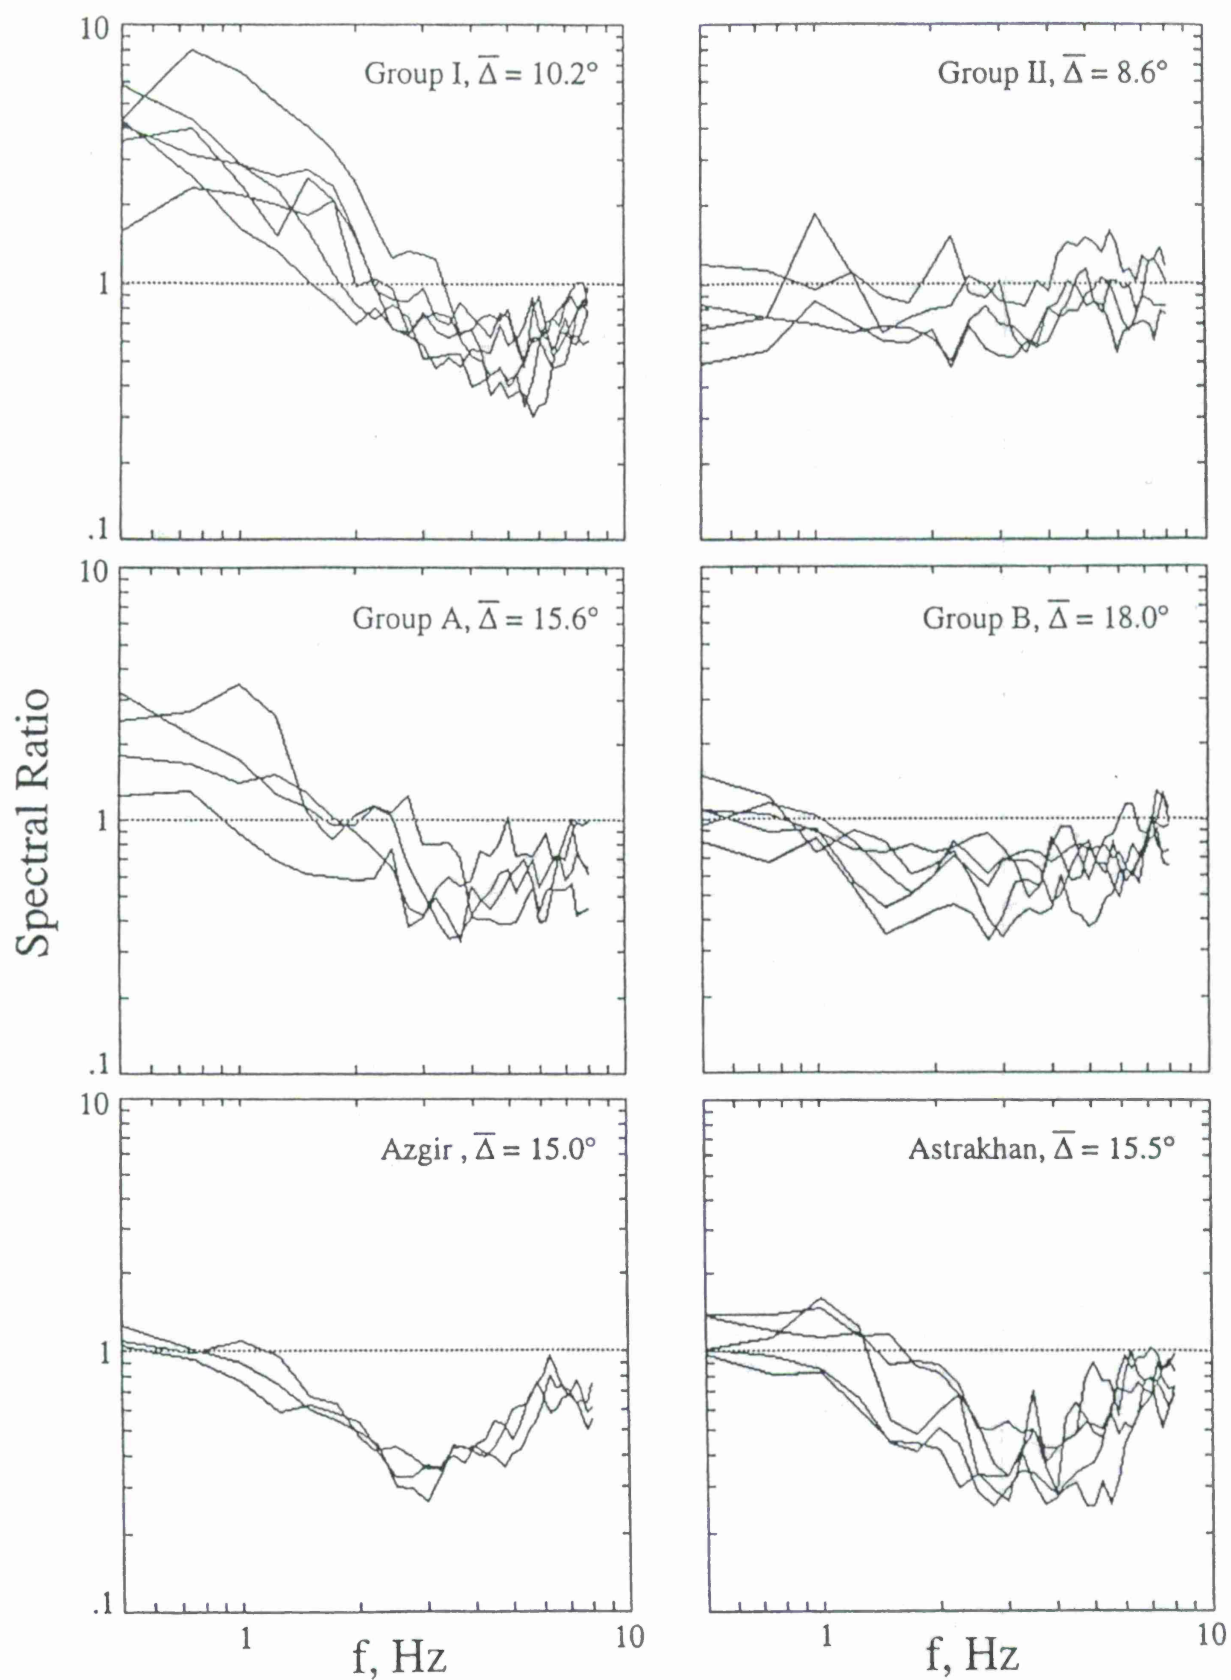 10
Group I, Δ̅ = 10.2°
Group II, Δ̅ = 8.6°
1
.1
10
Group A, Δ̅ = 15.6°
Group B, Δ̅ = 18.0°
Spectral Ratio
1
.1
10
Azgir , Δ̅ = 15.0°
Astrakhan, Δ̅ = 15.5°
1
.1
1 10
1 10
f, Hz
f, Hz